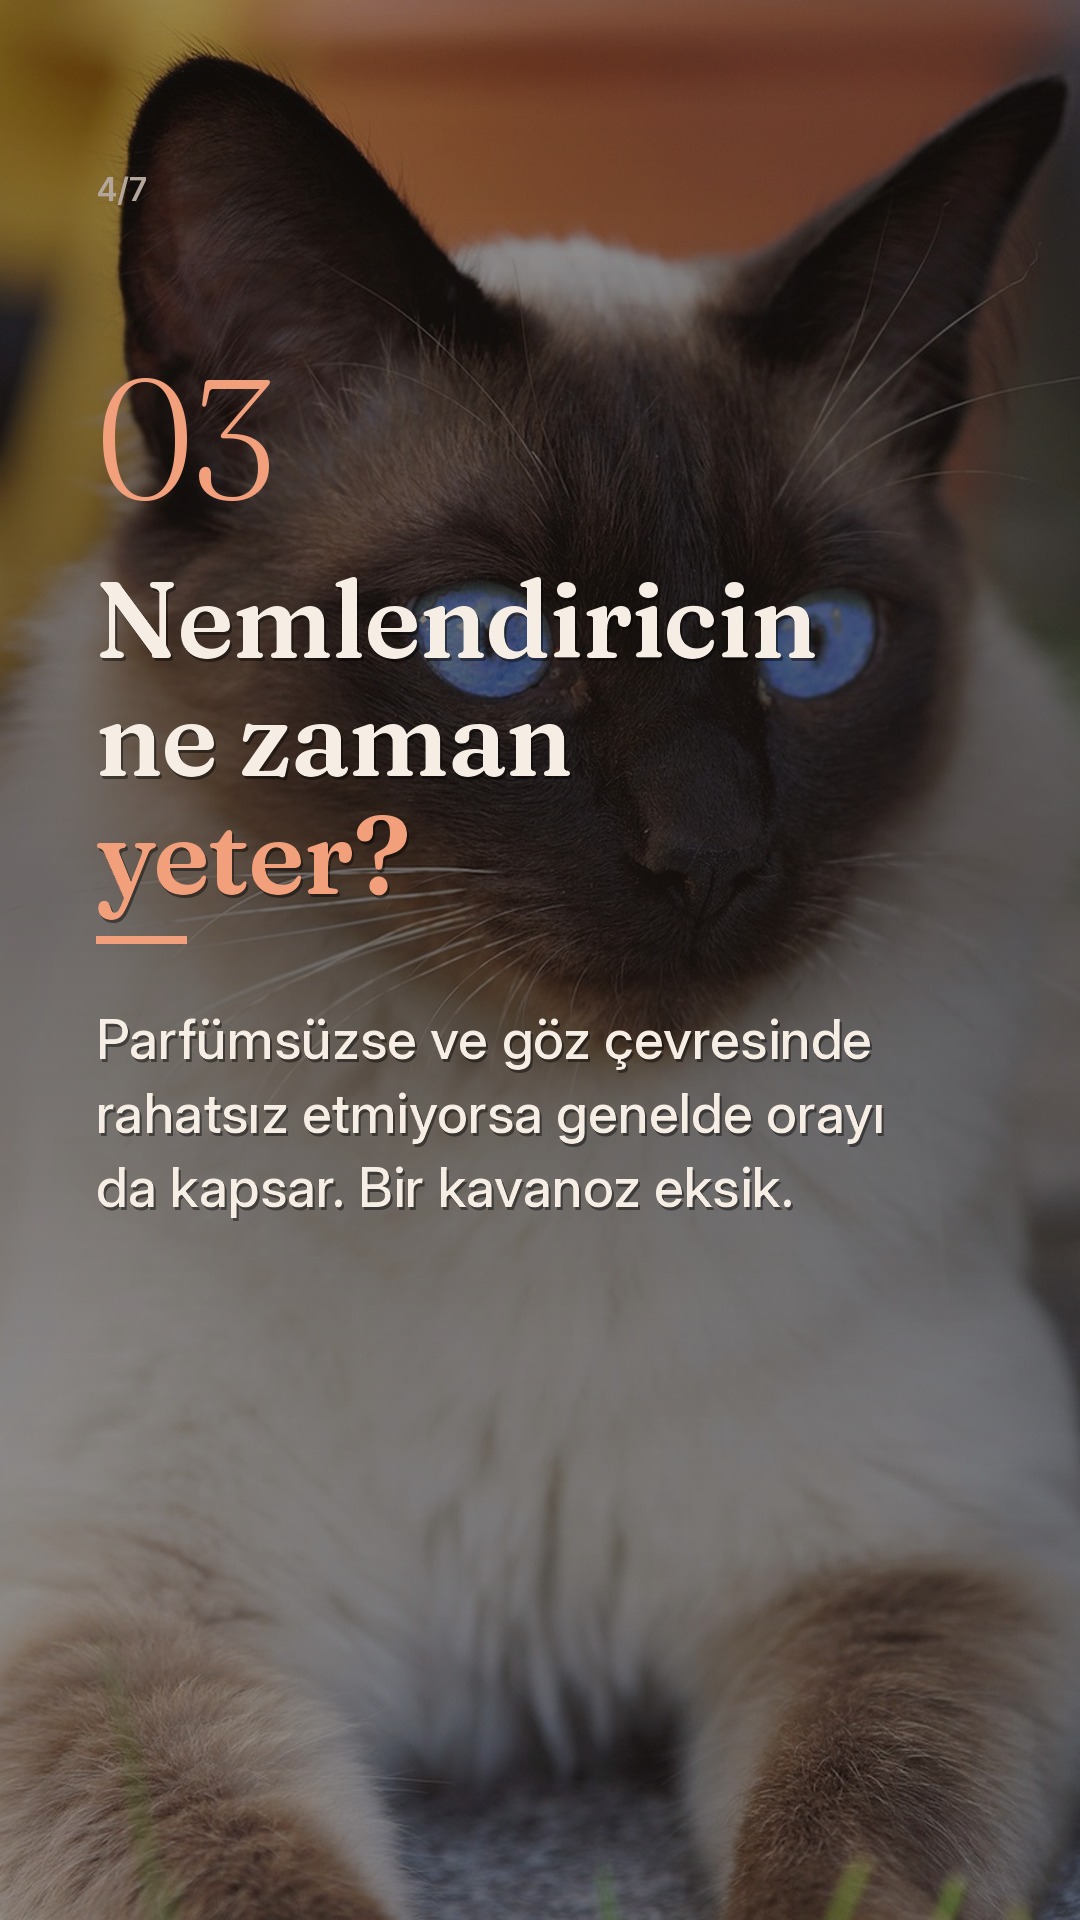 4/7
03
Nemlendiricin
ne zaman
yeter?
Parfümsüzse ve göz çevresinde
rahatsız etmiyorsa genelde orayı
da kapsar. Bir kavanoz eksik.